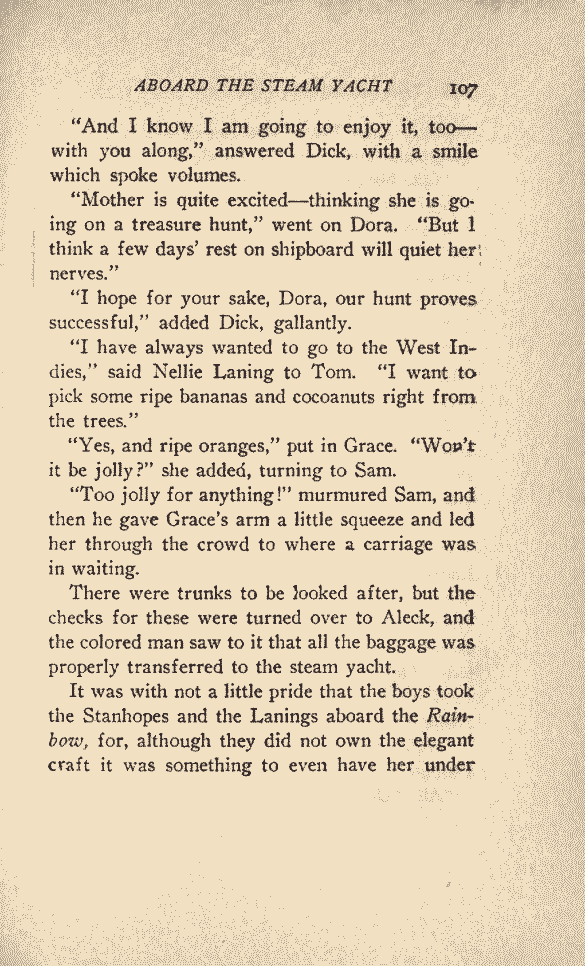 ABOARD THE STEAM YACHT 107
"And I know I am going to enjoy it, too—
with you along," answered Dick, with a smile
which spoke volumes.
"Mother is quite excited—thinking she is go-
ing on a treasure hunt," went on Dora. "But I
think a few days' rest on shipboard will quiet her
nerves."
"I hope for your sake, Dora, our hunt proves
successful," added Dick, gallantly.
"I have always wanted to go to the West In-
dies," said Nellie Laning to Tom. "I want to
pick some ripe bananas and cocoanuts right from
the trees."
"Yes, and ripe oranges," put in Grace. "Won't
it be jolly?" she added, turning to Sam.
"Too jolly for anything!" murmured Sam, and
then he gave Grace's arm a little squeeze and led
her through the crowd to where a carriage was
in waiting.
There were trunks to be looked after, but the
checks for these were turned over to Aleck, and
the colored man saw to it that all the baggage was
properly transferred to the steam yacht.
It was with not a little pride that the boys took
the Stanhopes and the Lanings aboard the Rain-
bow, for, although they did not own the elegant
craft it was something to even have her under